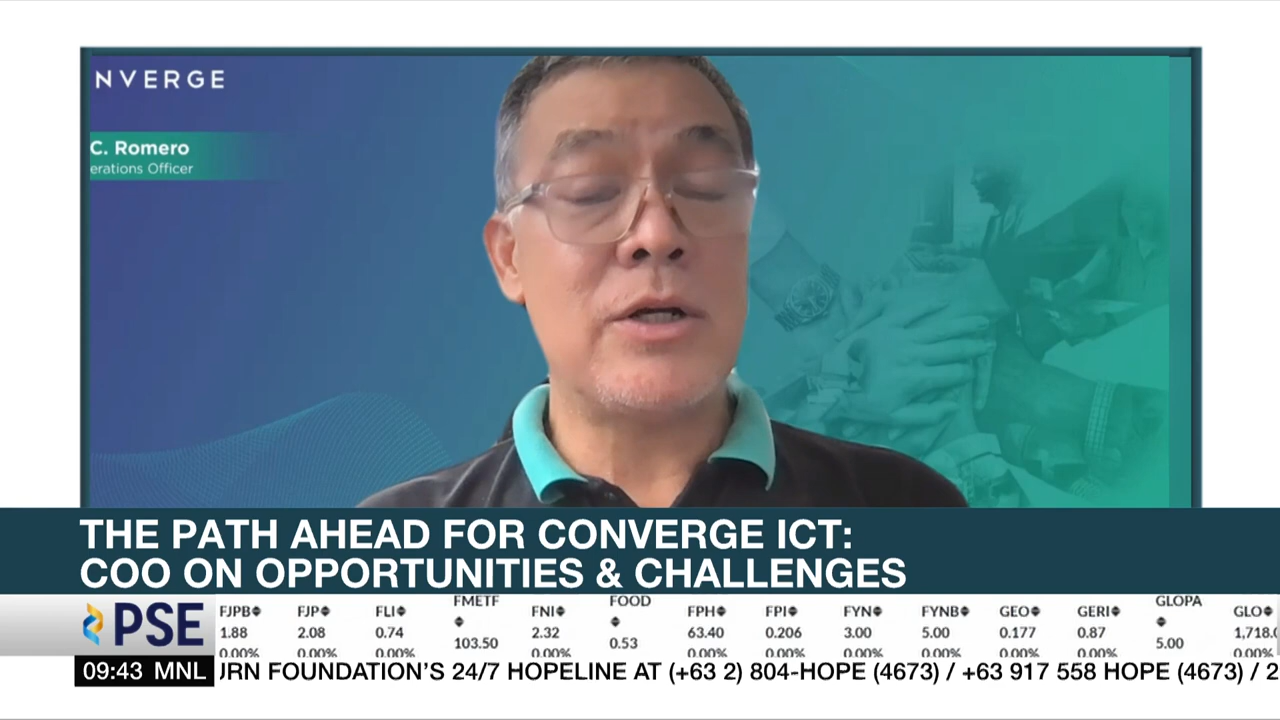 NVERGE
C. Romero
erations Officer
THE PATH AHEAD FOR CONVERGE ICT:
COO ON OPPORTUNITIES & CHALLENGES
PSE
FJPB FJP FLI FMETF FNI FOOD FPH FPI FYN FYNB GEO GERI GLOPA GLO
1.88 2.08 0.74 103.50 2.32 0.53 63.40 0.206 3.00 5.00 0.177 0.87 5.00 1,718.0
0.00% 0.00% 0.00% 0.00% 0.00% 0.00% 0.00% 0.00% 0.00% 0.00% 0.00%
09:43 MNL URN FOUNDATION'S 24/7 HOPELINE AT (+63 2) 804-HOPE (4673) / +63 917 558 HOPE (4673) / 2